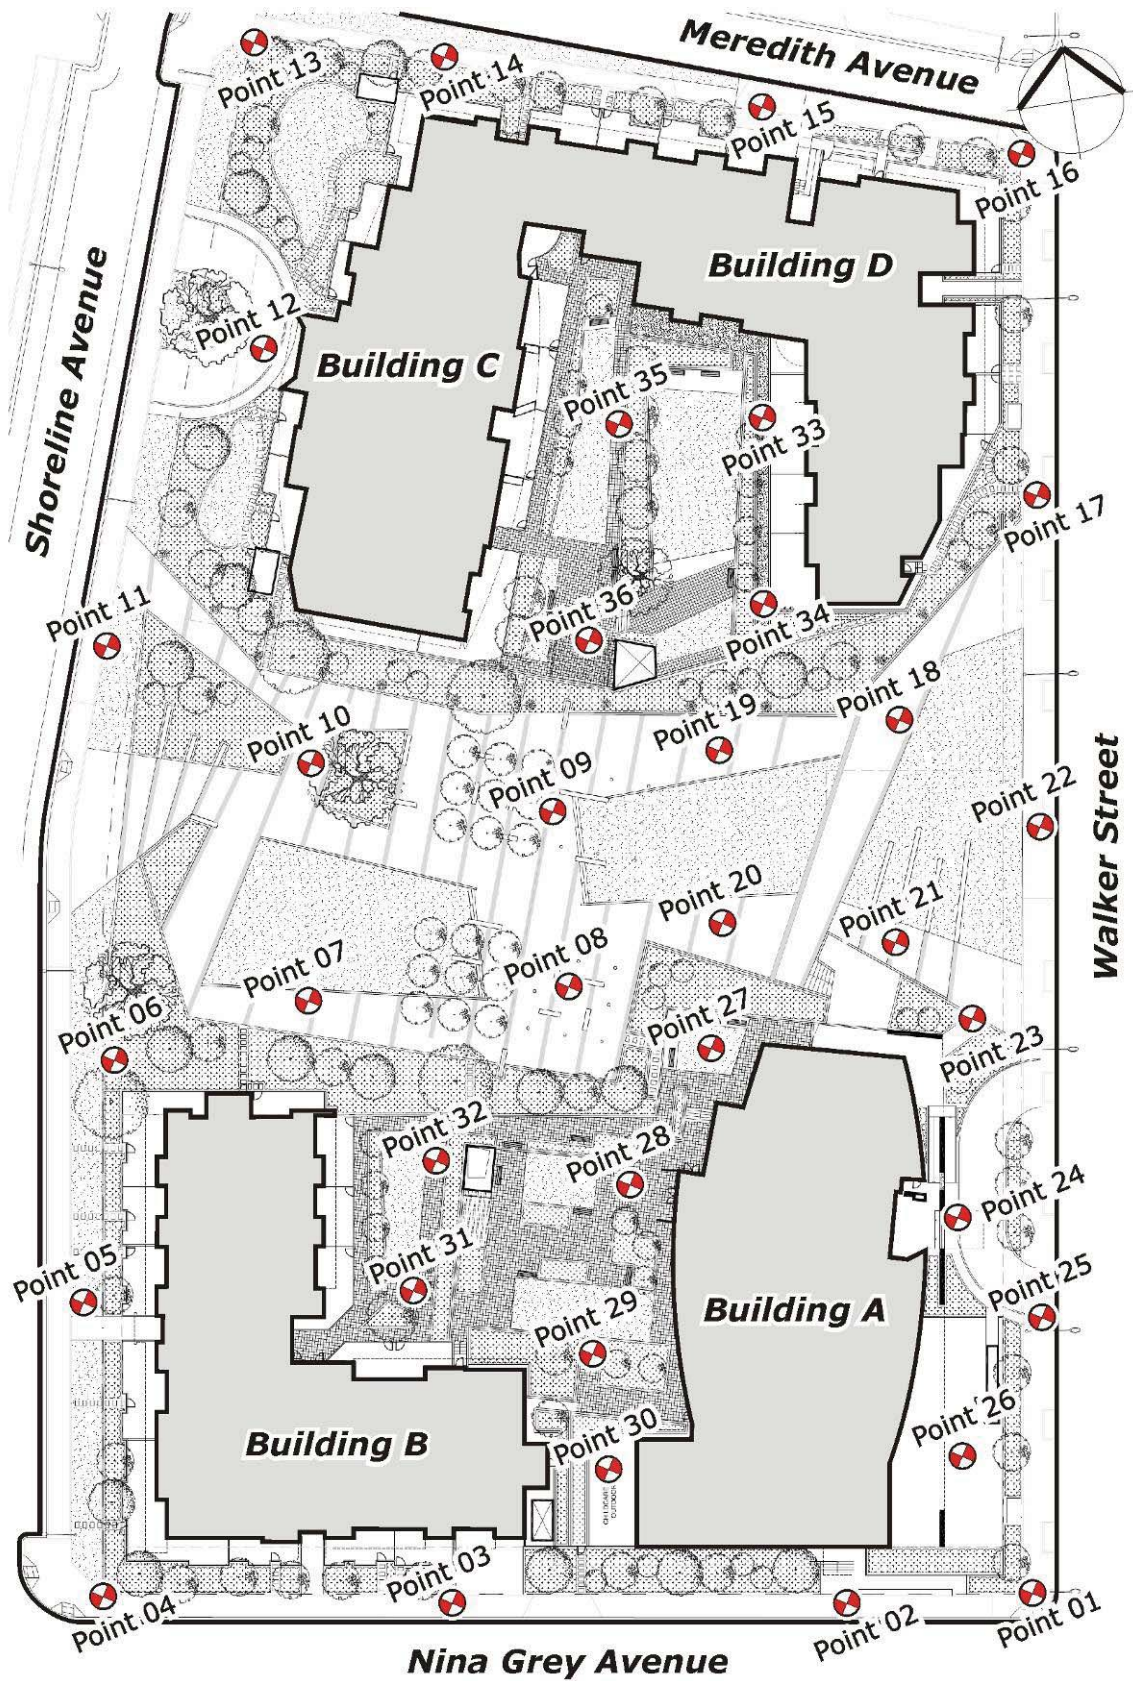 Meredith Avenue
Point 13
Point 14
Point 15
Point 16
Building D
Shoreline Avenue
Point 12
Building C
Point 35
Point 33
Point 17
Point 11
Point 36
Point 34
Point 18
Point 10
Point 19
Point 09
Point 22
Walker Street
Point 20
Point 21
Point 07
Point 08
Point 06
Point 27
Point 23
Point 32
Point 28
Point 24
Point 05
Point 31
Point 25
Building A
Point 29
Point 26
Building B
Point 30
CHILDCARE
OUTDOOR
Point 03
Point 04
Point 02
Point 01
Nina Grey Avenue